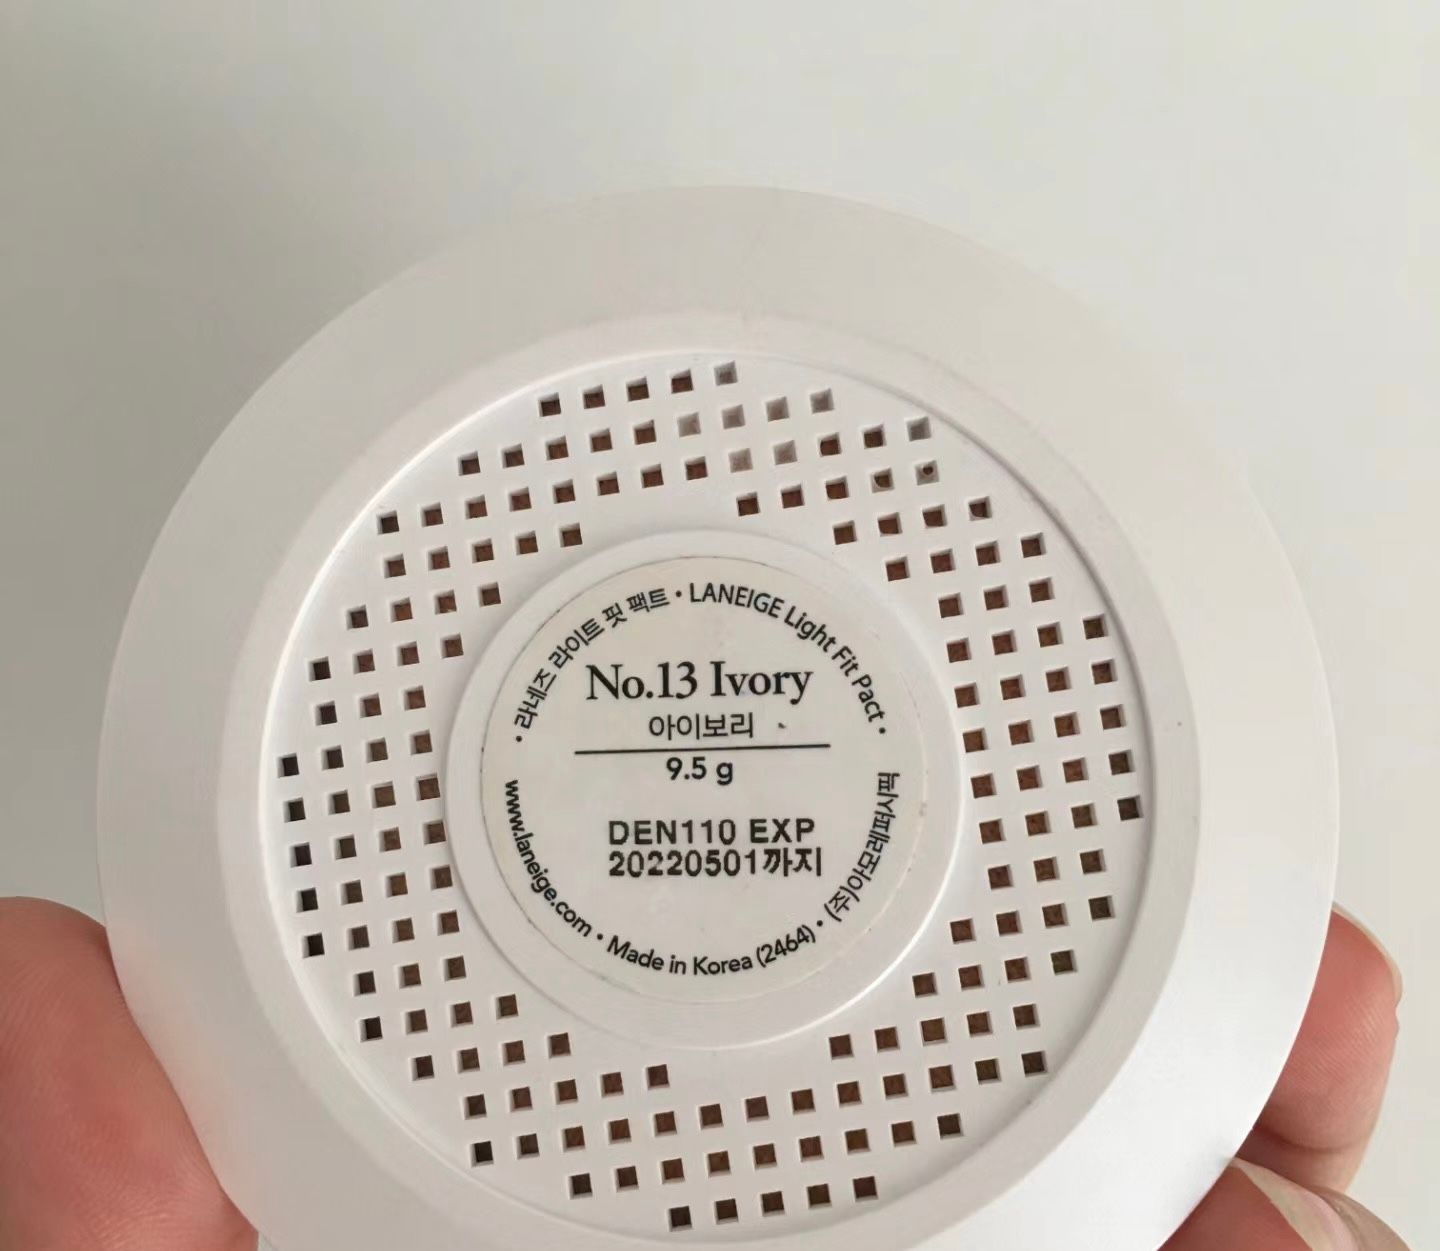 • 라네즈 라이트 핏 팩트 • LANEIGE Light Fit Pact •
No.13 Ivory
아이보리
9.5 g
DEN110 EXP
20220501까지
www.laneige.com • Made in Korea (2464) • (주)아모레퍼시픽